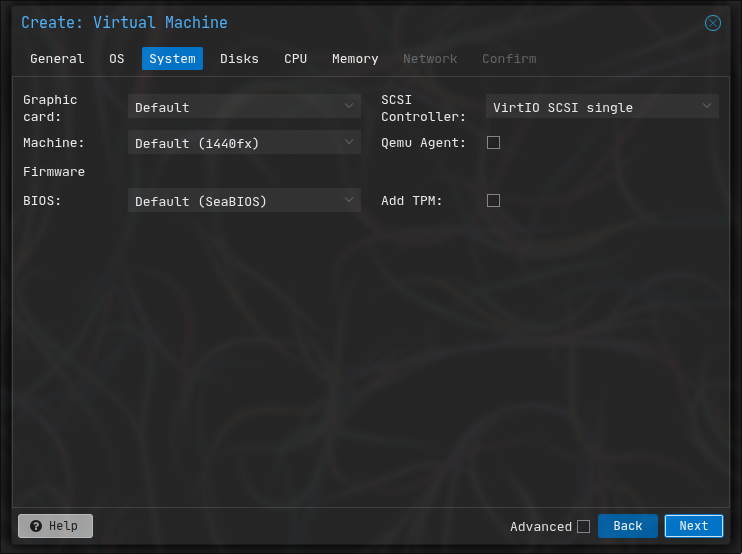 Create: Virtual Machine
General OS System Disks CPU Memory Network Confirm
Graphic card: Default SCSI Controller: VirtIO SCSI single
Machine: Default (i440fx) Qemu Agent:
Firmware
BIOS: Default (SeaBIOS) Add TPM:
? Help Advanced Back Next